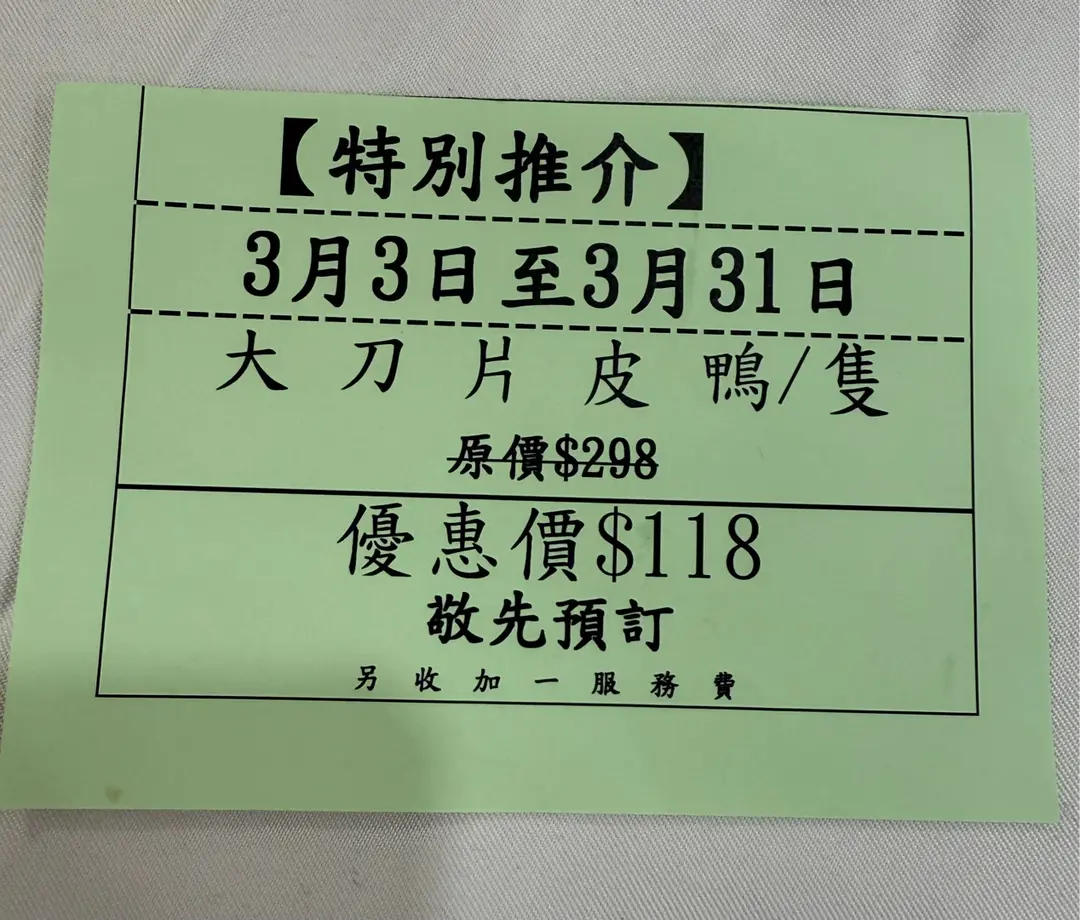 【特別推介】
3月3日至3月31日
大刀片皮鴨/隻
原價$298
優惠價$118
敬先預訂
另收加一服務費